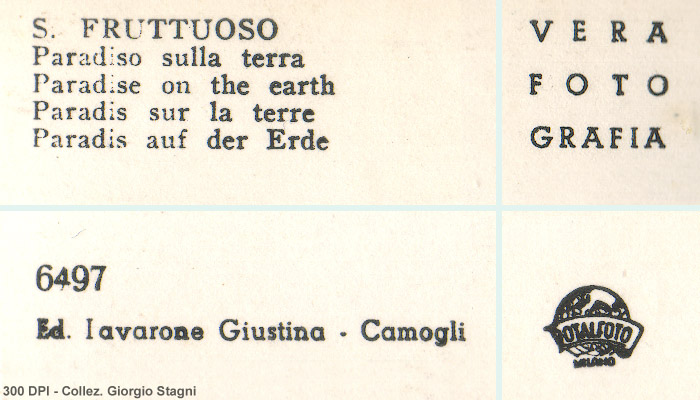 S. FRUTTUOSO
Paradiso sulla terra
Paradise on the earth
Paradis sur la terre
Paradis auf der Erde
VERA
FOTO
GRAFIA
6497
Ed. Iavarone Giustina - Camogli
TOTALFOTO
MILANO
300 DPI - Collez. Giorgio Stagni